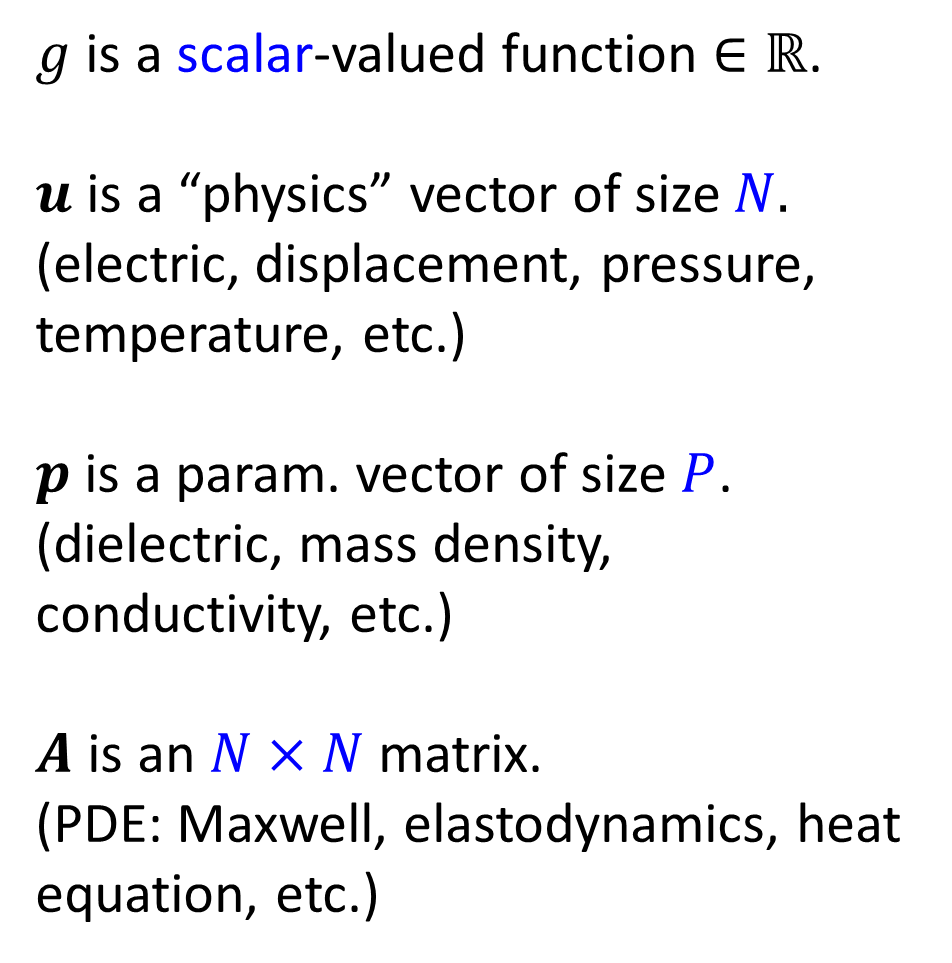 g is a scalar-valued function ∈ ℝ.
u is a “physics” vector of size N.
(electric, displacement, pressure,
temperature, etc.)
p is a param. vector of size P.
(dielectric, mass density,
conductivity, etc.)
A is an N × N matrix.
(PDE: Maxwell, elastodynamics, heat
equation, etc.)